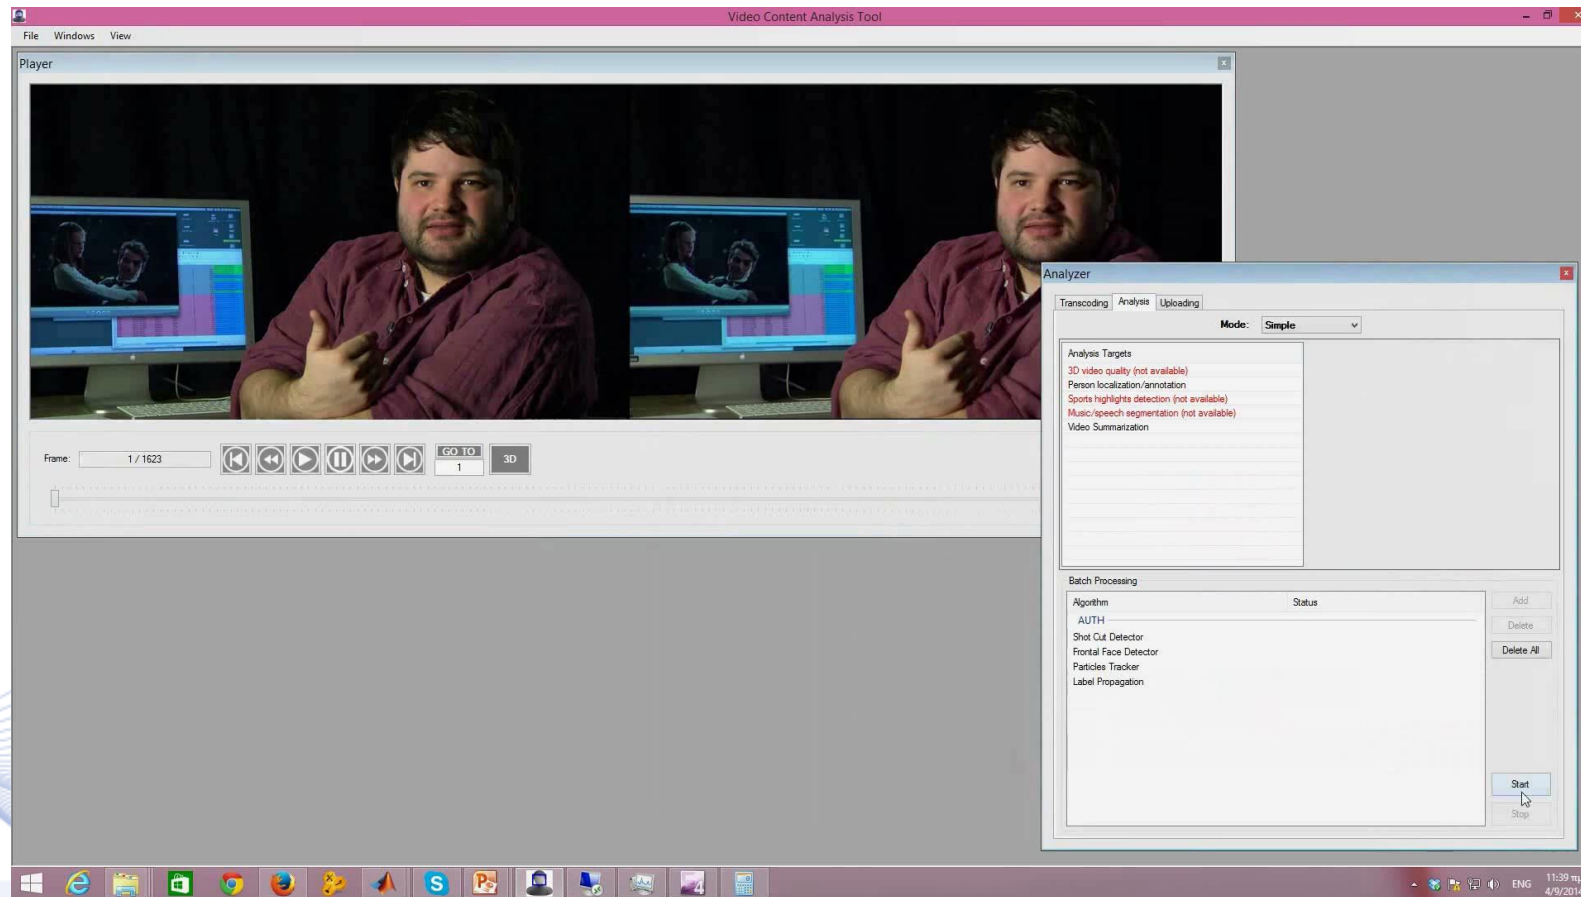 Video Content Analysis Tool
File Windows View
Player
Frame: 1 / 1623
GO TO
1
3D
Analyzer
Transcoding Analysis Uploading
Mode: Simple
Analysis Targets
3D video quality (not available)
Person localization/annotation
Sports highlights detection (not available)
Music/speech segmentation (not available)
Video Summarization
Batch Processing
Algorithm Status
AUTH
Shot Cut Detector
Frontal Face Detector
Particles Tracker
Label Propagation
Add
Delete
Delete All
Start
Stop
ENG
11:39 πμ
4/9/2014